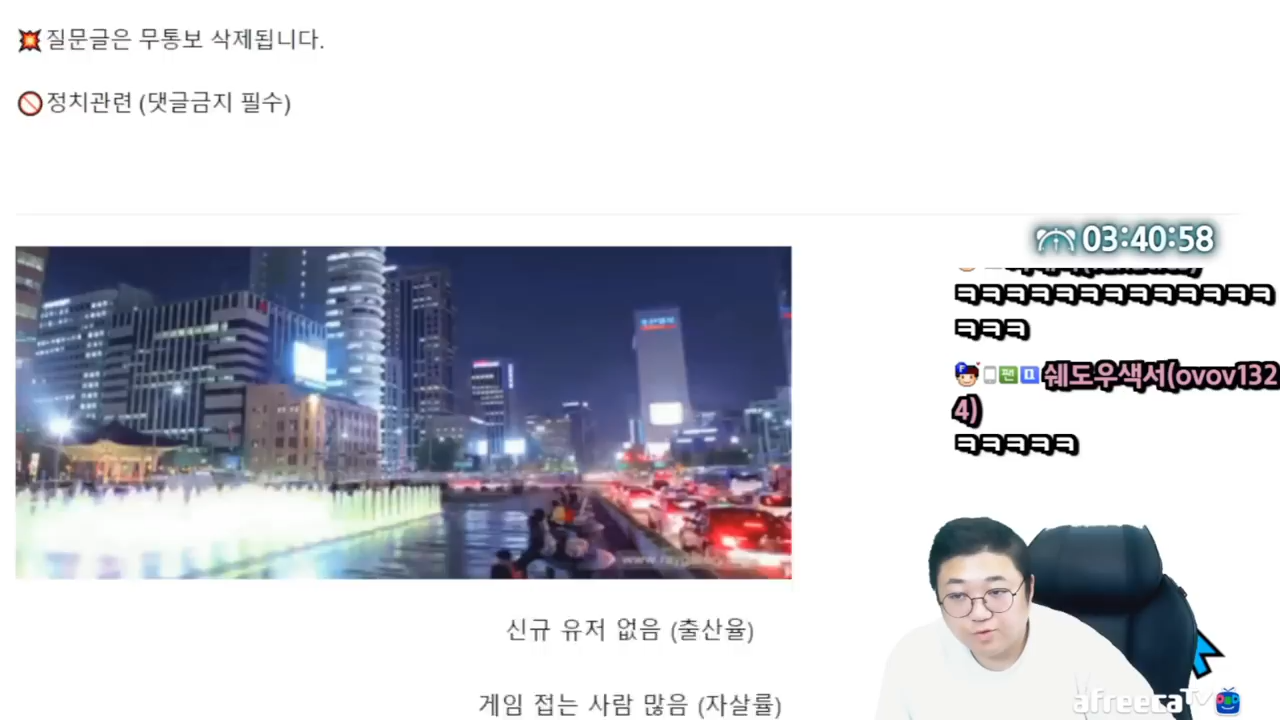 질문글은 무통보 삭제됩니다.
정치관련 (댓글금지 필수)
03:40:58
ㅋㅋㅋㅋㅋㅋㅋㅋㅋㅋㅋㅋㅋ
ㅋㅋㅋ
팬 쉐도우색서(ovov132
4)
ㅋㅋㅋㅋㅋ
신규 유저 없음 (출산율)
게임 접는 사람 많음 (자살률)
afreecaTV